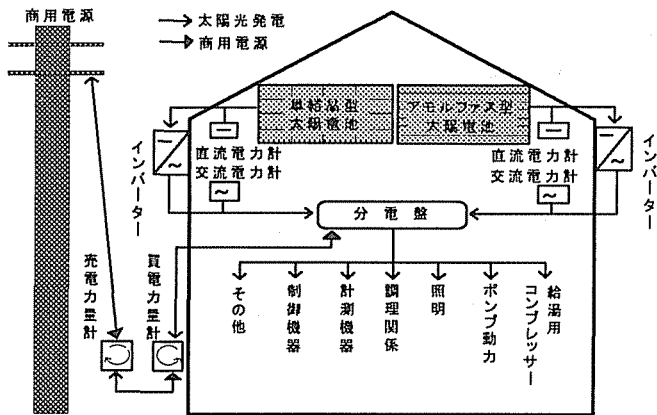 商用電源
太陽光発電
商用電源
単結晶型
太陽電池
アモルファス型
太陽電池
インバーター
直流電力計
交流電力計
直流電力計
交流電力計
インバーター
分電盤
売電力量計
買電力量計
その他
制御機器
計測機器
調理関係
照明
ポンプ動力
給湯用
コンプレッサー